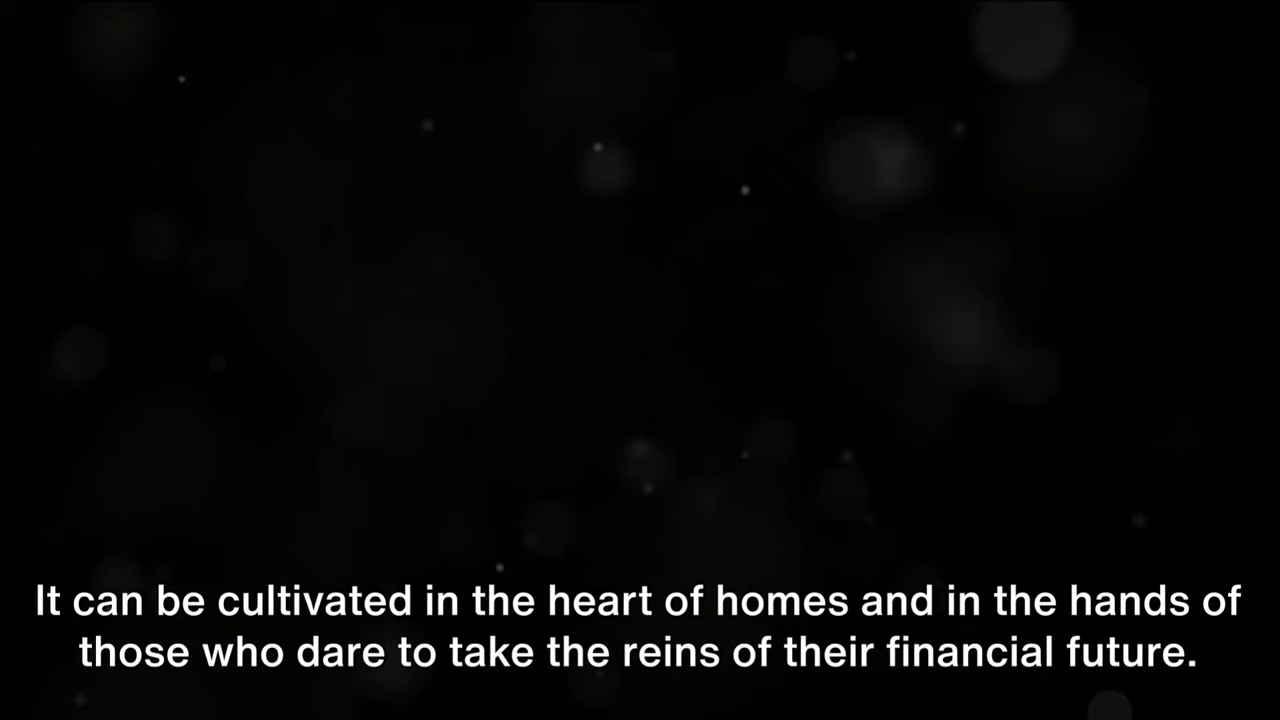 It can be cultivated in the heart of homes and in the hands of
those who dare to take the reins of their financial future.